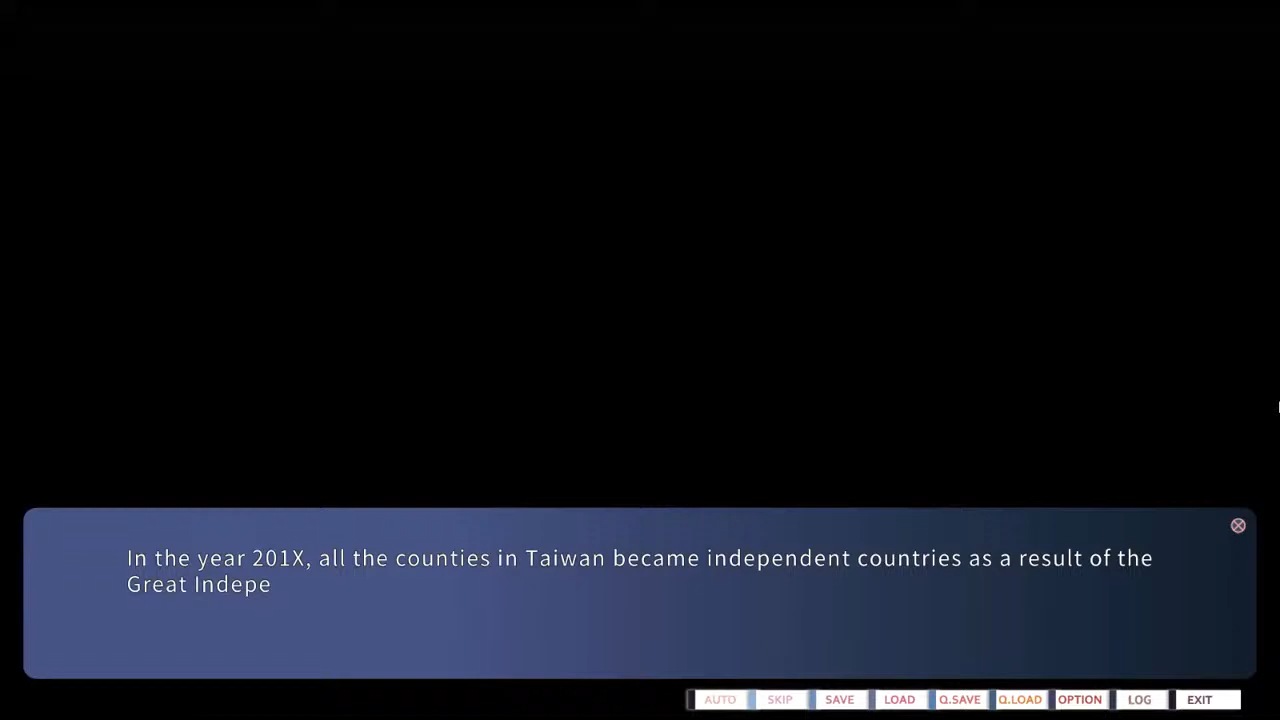 In the year 201X, all the counties in Taiwan became independent countries as a result of the
Great Indepe
AUTO SKIP SAVE LOAD Q.SAVE Q.LOAD OPTION LOG EXIT